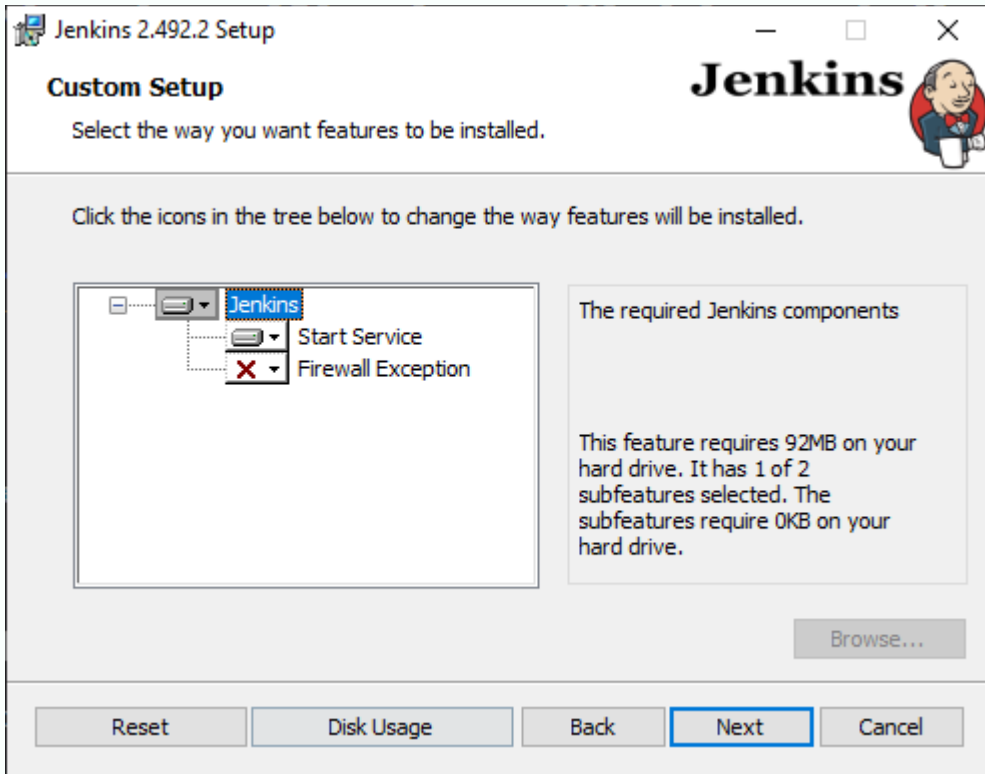 Jenkins 2.492.2 Setup
Jenkins
Custom Setup
Select the way you want features to be installed.
Click the icons in the tree below to change the way features will be installed.
Jenkins
Start Service
Firewall Exception
The required Jenkins components
This feature requires 92MB on your
hard drive. It has 1 of 2
subfeatures selected. The
subfeatures require 0KB on your
hard drive.
Browse...
Reset
Disk Usage
Back
Next
Cancel